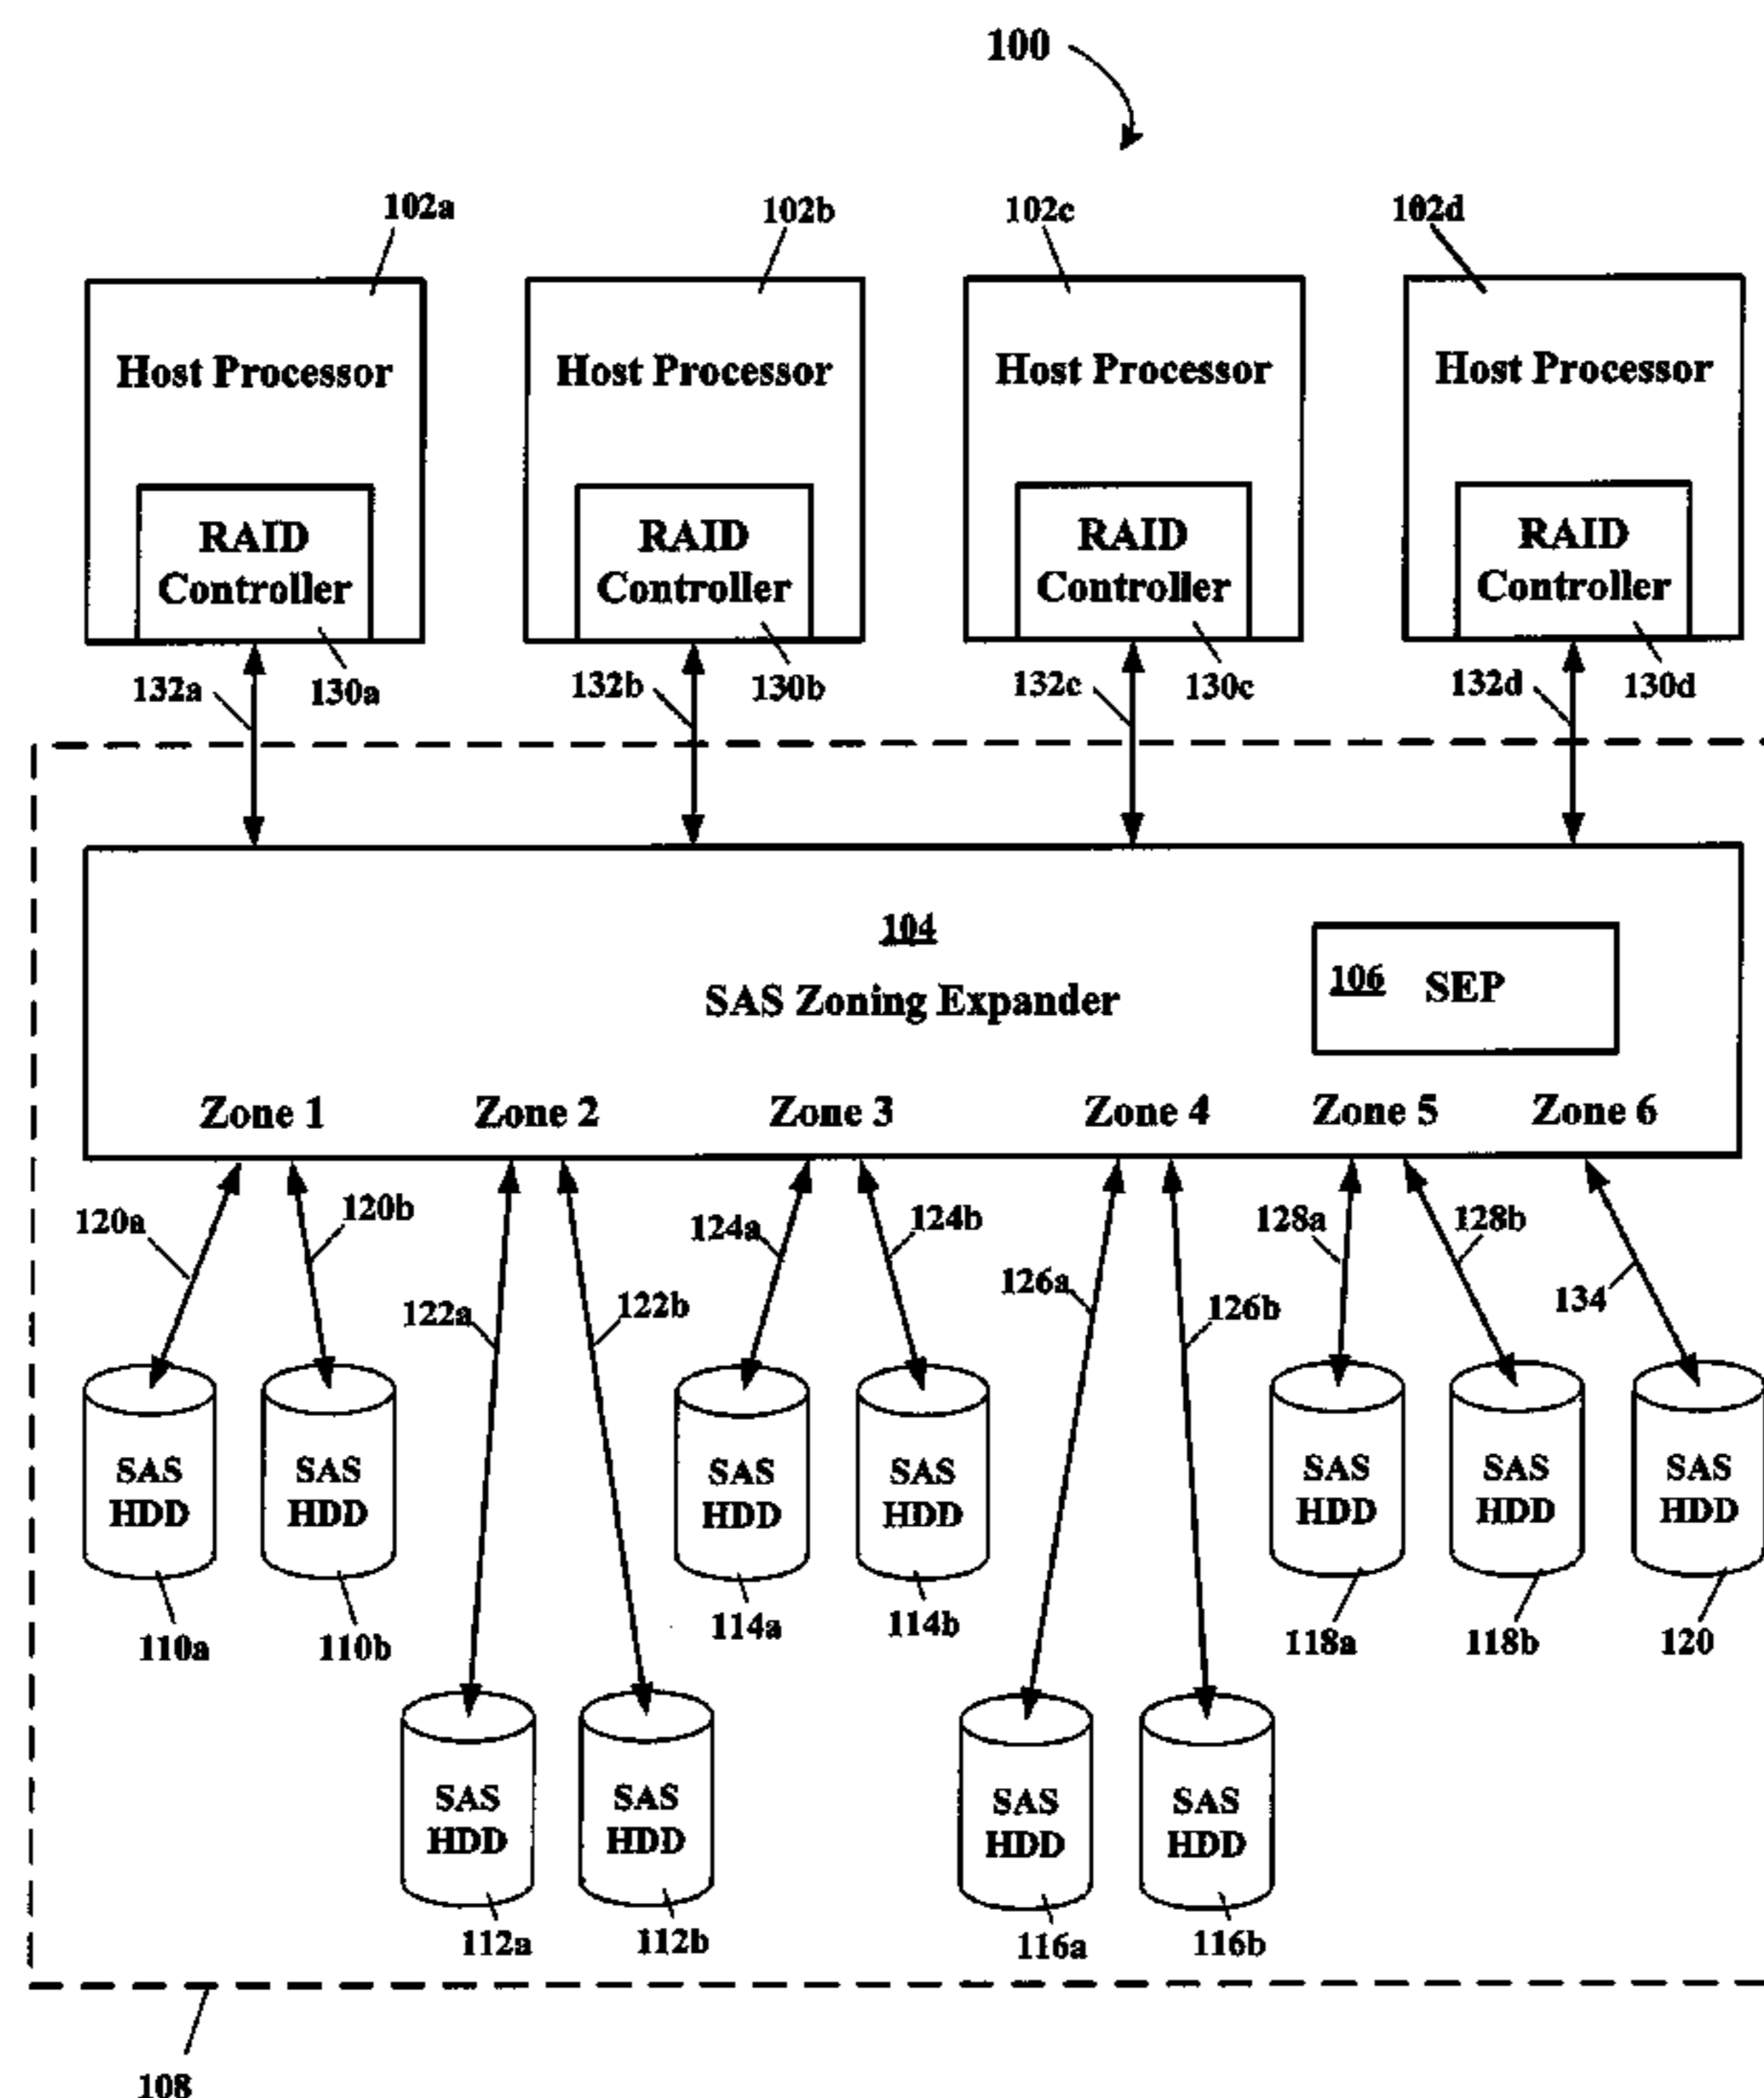 100
102a
102b
102c
102d
Host Processor
Host Processor
Host Processor
Host Processor
RAID
Controller
RAID
Controller
RAID
Controller
RAID
Controller
132a
130a
132b
130b
132c
130c
132d
130d
104
SAS Zoning Expander
106 SEP
Zone 1
Zone 2
Zone 3
Zone 4
Zone 5
Zone 6
120a
120b
122a
122b
124a
124b
126a
126b
128a
128b
134
SAS
HDD
SAS
HDD
SAS
HDD
SAS
HDD
SAS
HDD
SAS
HDD
SAS
HDD
110a
110b
114a
114b
118a
118b
120
SAS
HDD
SAS
HDD
SAS
HDD
SAS
HDD
112a
112b
116a
116b
108